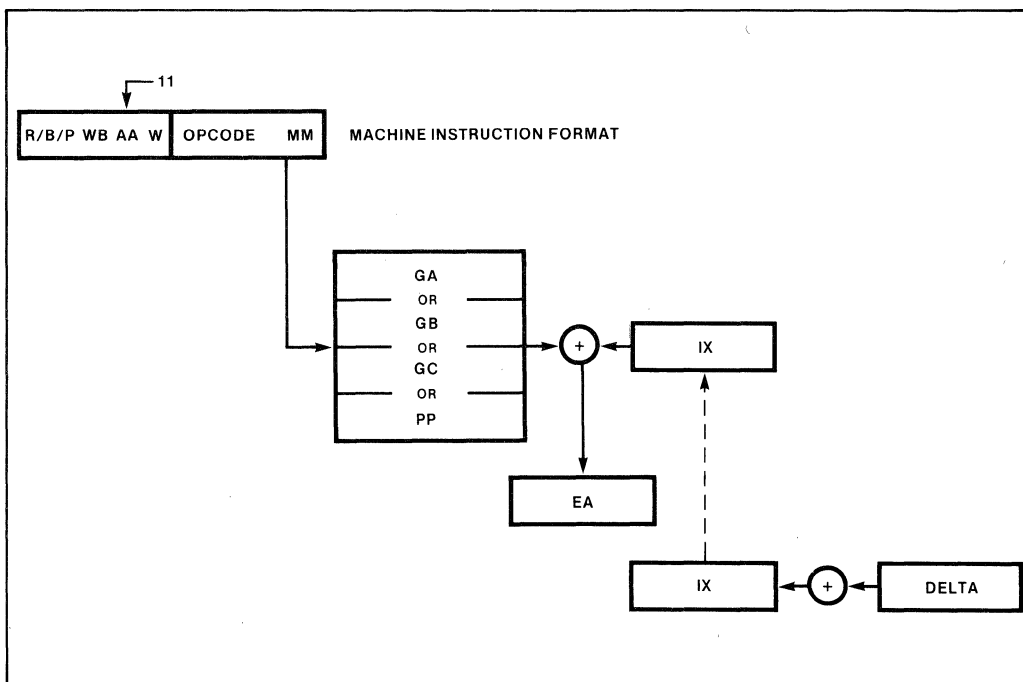 11
R/B/P WB AA W OPCODE MM MACHINE INSTRUCTION FORMAT
GA
OR
GB
OR
GC
OR
PP
+
IX
EA
IX
+
DELTA